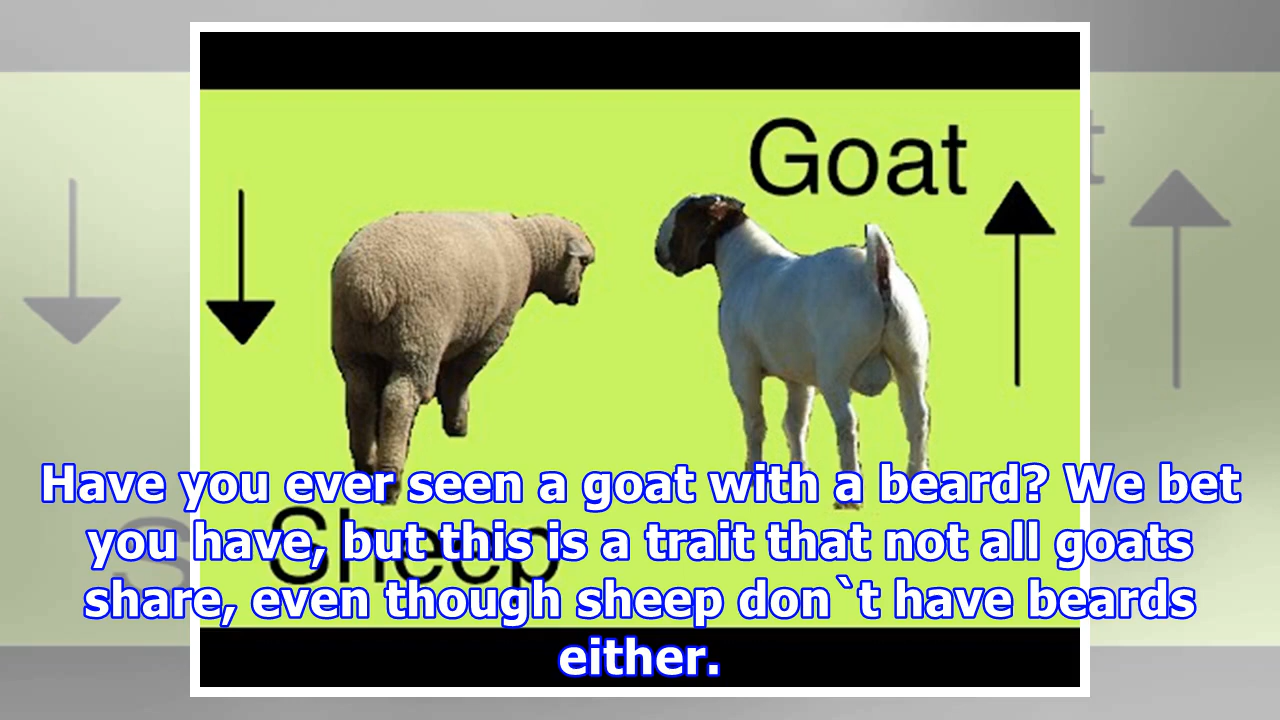 Goat
Sheep
Have you ever seen a goat with a beard? We bet
you have, but this is a trait that not all goats
share, even though sheep don`t have beards
either.